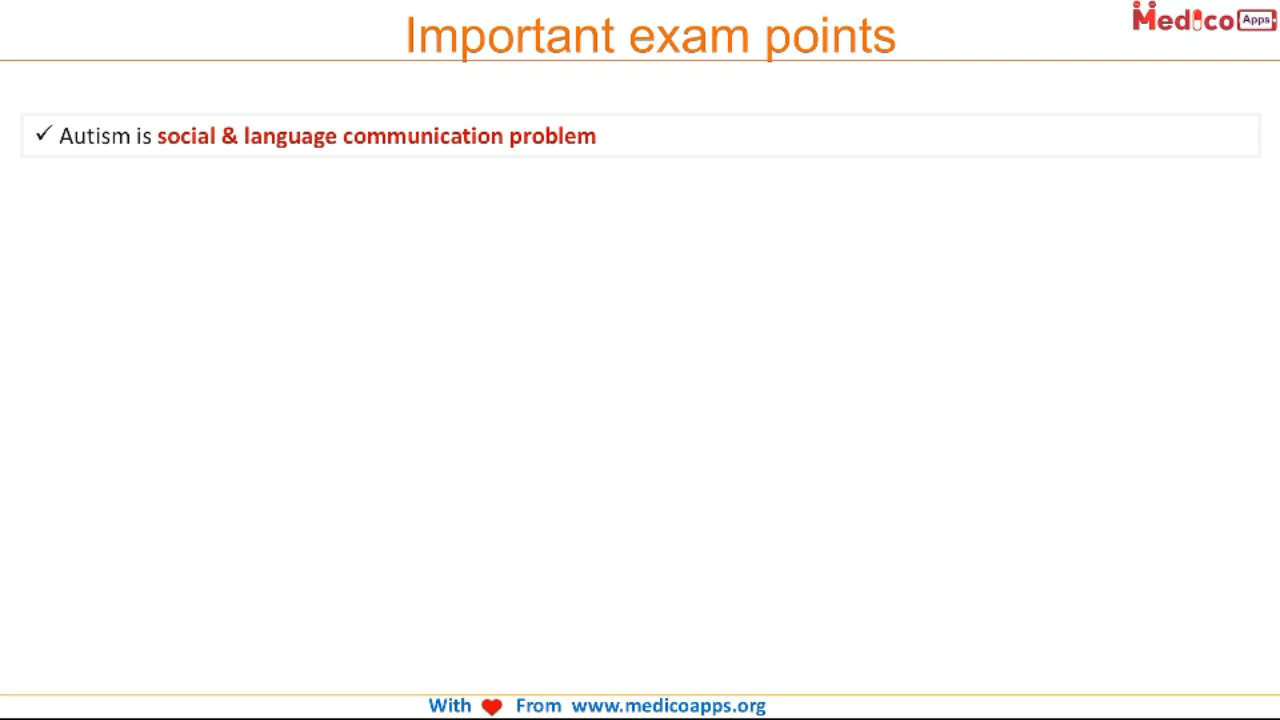 Important exam points
Medico Apps
✓ Autism is social & language communication problem
With ❤ From www.medicoapps.org